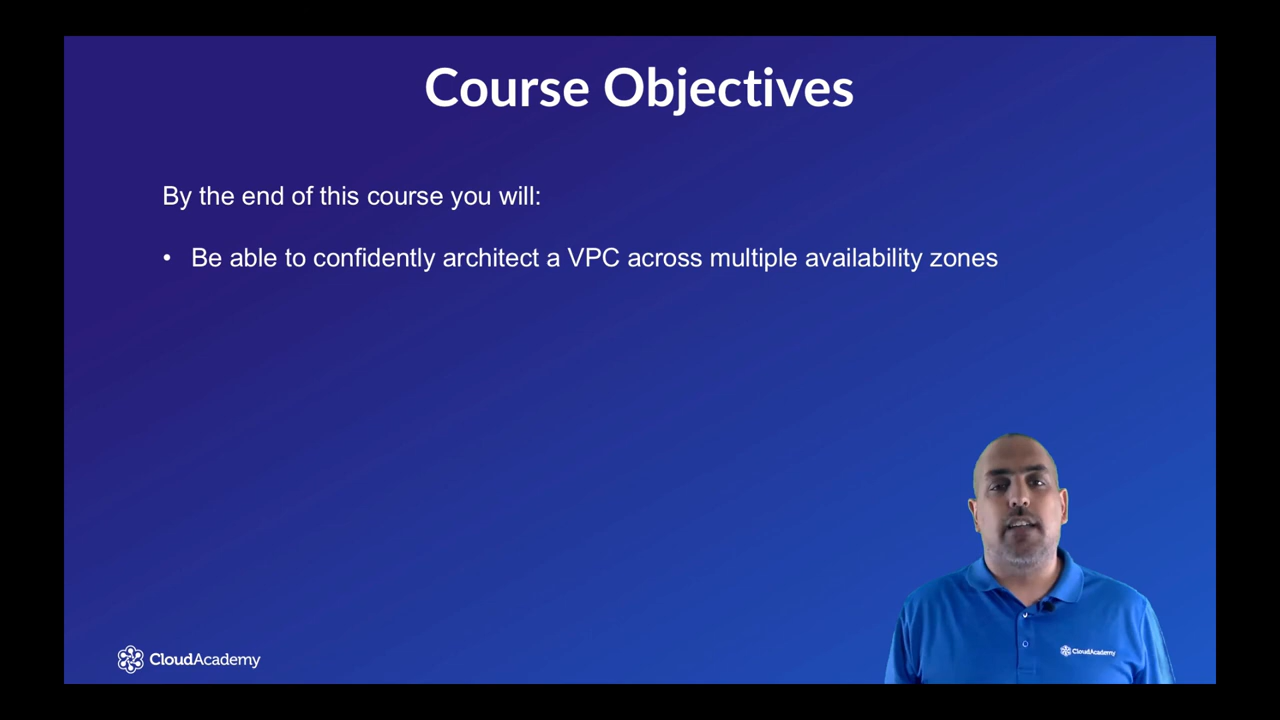 Course Objectives
By the end of this course you will:
• Be able to confidently architect a VPC across multiple availability zones
CloudAcademy
CloudAcademy